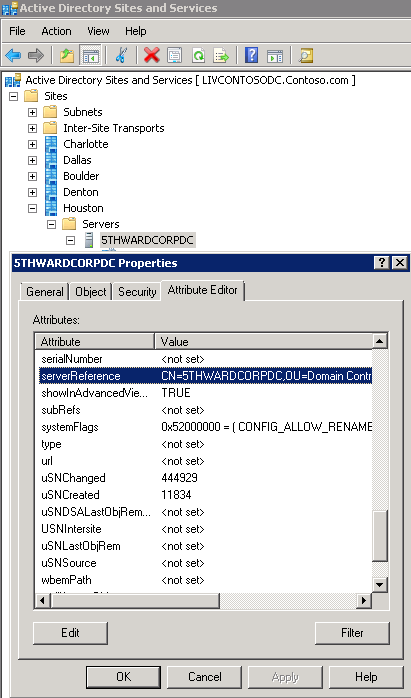 Active Directory Sites and Services
File Action View Help
Active Directory Sites and Services [ LIVCONTOSODC.Contoso.com ]
Sites
Subnets
Inter-Site Transports
Charlotte
Dallas
Boulder
Denton
Houston
Servers
5THWARDCORPDC
5THWARDCORPDC Properties
General Object Security Attribute Editor
Attributes:
Attribute Value
serialNumber <not set>
serverReference CN=5THWARDCORPDC,OU=Domain Contr
showInAdvancedVie... TRUE
subRefs <not set>
systemFlags 0x52000000 = ( CONFIG_ALLOW_RENAME
type <not set>
url <not set>
uSNChanged 444929
uSNCreated 11834
uSNDSALastObjRem... <not set>
USNIntersite <not set>
uSNLastObjRem <not set>
uSNSource <not set>
wbemPath <not set>
Edit Filter
OK Cancel Apply Help